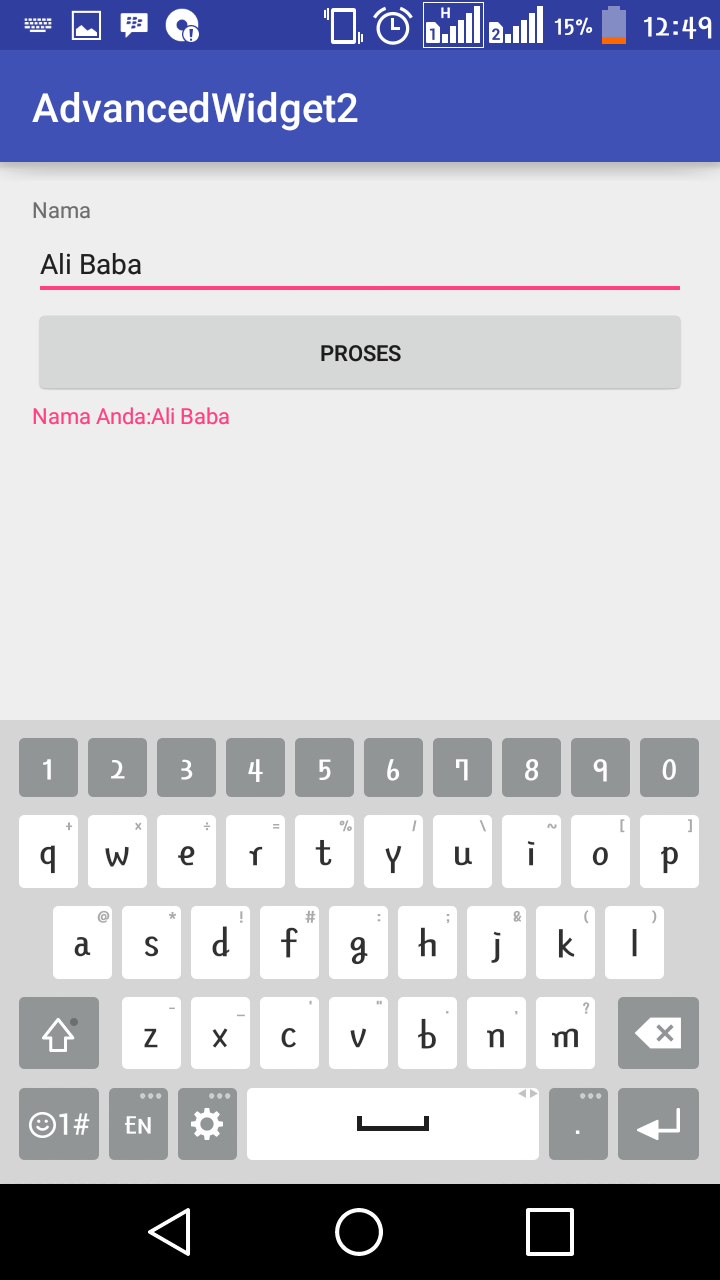 H 1 2 15% 12:49
AdvancedWidget2
Nama
Ali Baba
PROSES
Nama Anda:Ali Baba
1 2 3 4 5 6 7 8 9 0
+ × ÷ = % / \ ~ [ ]
q w e r t y u i o p
@ * ! # : ; & ( )
a s d f g h j k l
- _ ' " . , ?
z x c v b n m
1# EN .